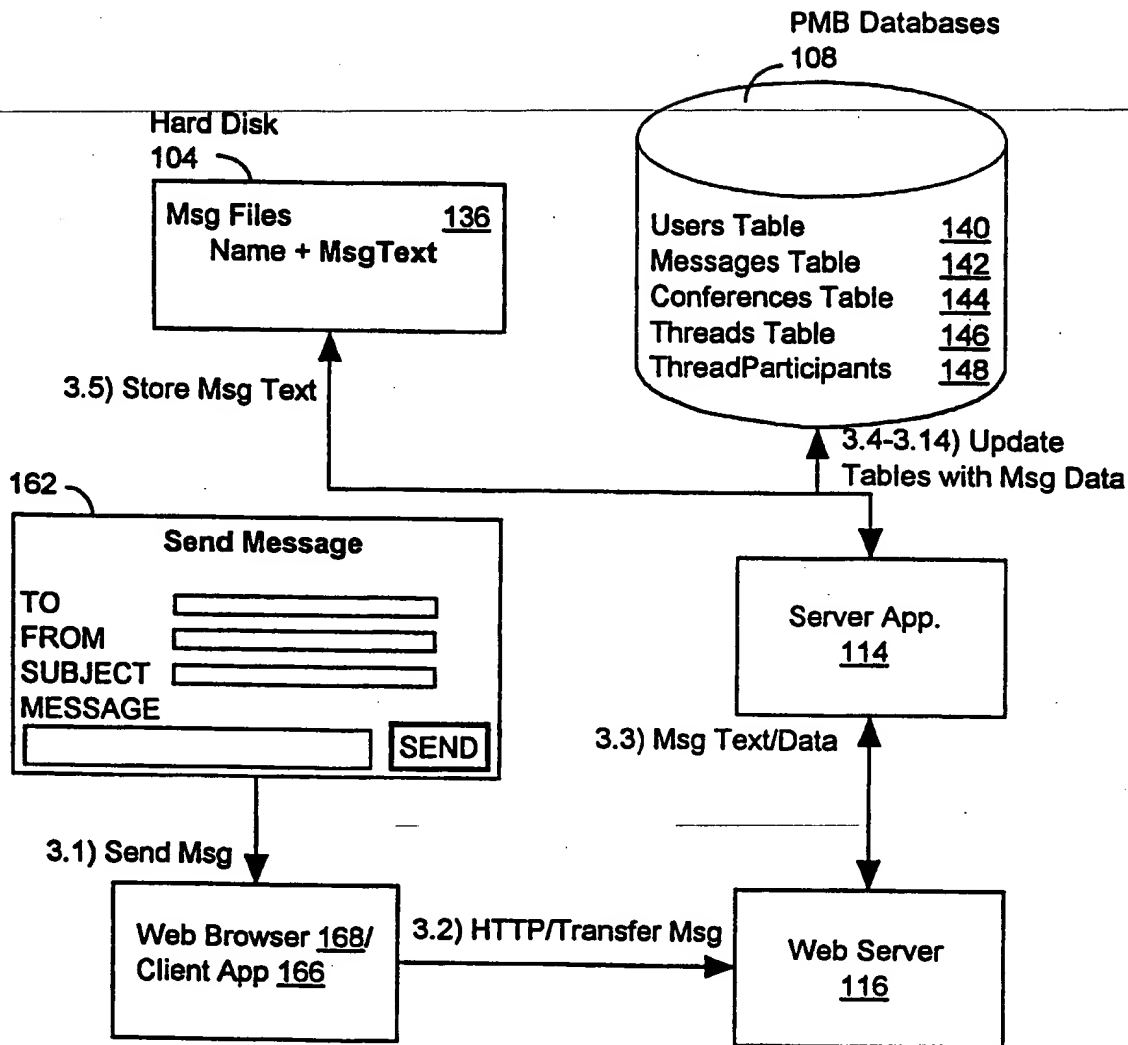 PMB Databases
108
Hard Disk
104
Msg Files 136
Name + MsgText
Users Table 140
Messages Table 142
Conferences Table 144
Threads Table 146
ThreadParticipants 148
3.5) Store Msg Text
3.4-3.14) Update
Tables with Msg Data
162
Send Message
TO
FROM
SUBJECT
MESSAGE
SEND
Server App.
114
3.3) Msg Text/Data
3.1) Send Msg
Web Browser 168/
Client App 166
3.2) HTTP/Transfer Msg
Web Server
116